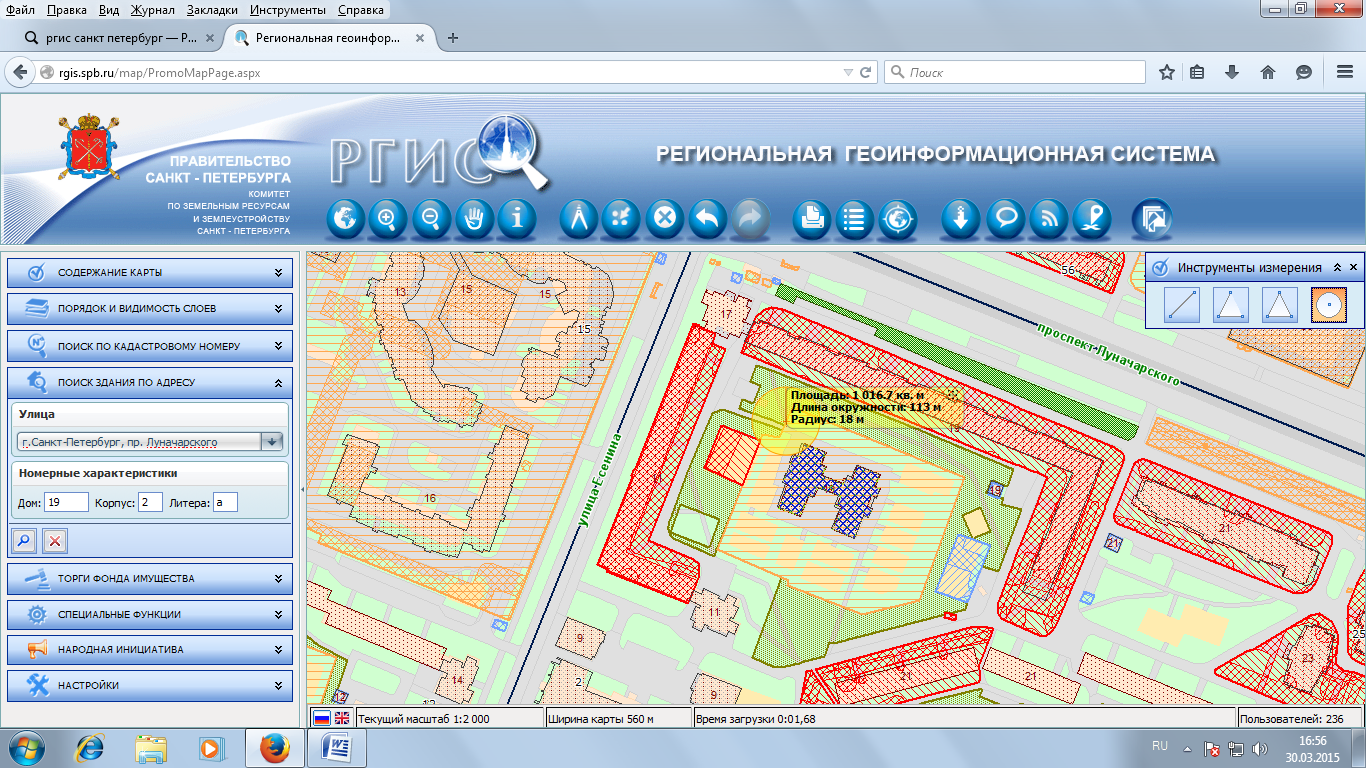 Файл Правка Вид Журнал Закладки Инструменты Справка
ргис санкт петербург — Р...
Региональная геоинфор...
rgis.spb.ru/map/PromoMapPage.aspx
Поиск
ПРАВИТЕЛЬСТВО
САНКТ - ПЕТЕРБУРГА
КОМИТЕТ
ПО ЗЕМЕЛЬНЫМ РЕСУРСАМ
И ЗЕМЛЕУСТРОЙСТВУ
САНКТ - ПЕТЕРБУРГА
РГИС
РЕГИОНАЛЬНАЯ ГЕОИНФОРМАЦИОННАЯ СИСТЕМА
СОДЕРЖАНИЕ КАРТЫ
ПОРЯДОК И ВИДИМОСТЬ СЛОЕВ
ПОИСК ПО КАДАСТРОВОМУ НОМЕРУ
ПОИСК ЗДАНИЯ ПО АДРЕСУ
Улица
г.Санкт-Петербург, пр. Луначарского
Номерные характеристики
Дом: 19 Корпус: 2 Литера: а
ТОРГИ ФОНДА ИМУЩЕСТВА
СПЕЦИАЛЬНЫЕ ФУНКЦИИ
НАРОДНАЯ ИНИЦИАТИВА
НАСТРОЙКИ
Инструменты измерения
56
13
15
15
15
17
проспект Луначарского
Площадь: 1 016.7 кв. м
Длина окружности: 113 м
Радиус: 18 м
улица Есенина
16
19
21
21
11
9
2
14
12
9
21
21
23
25
Текущий масштаб 1:2 000
Ширина карты 560 м
Время загрузки 0:01,68
Пользователей: 236
RU
16:56
30.03.2015